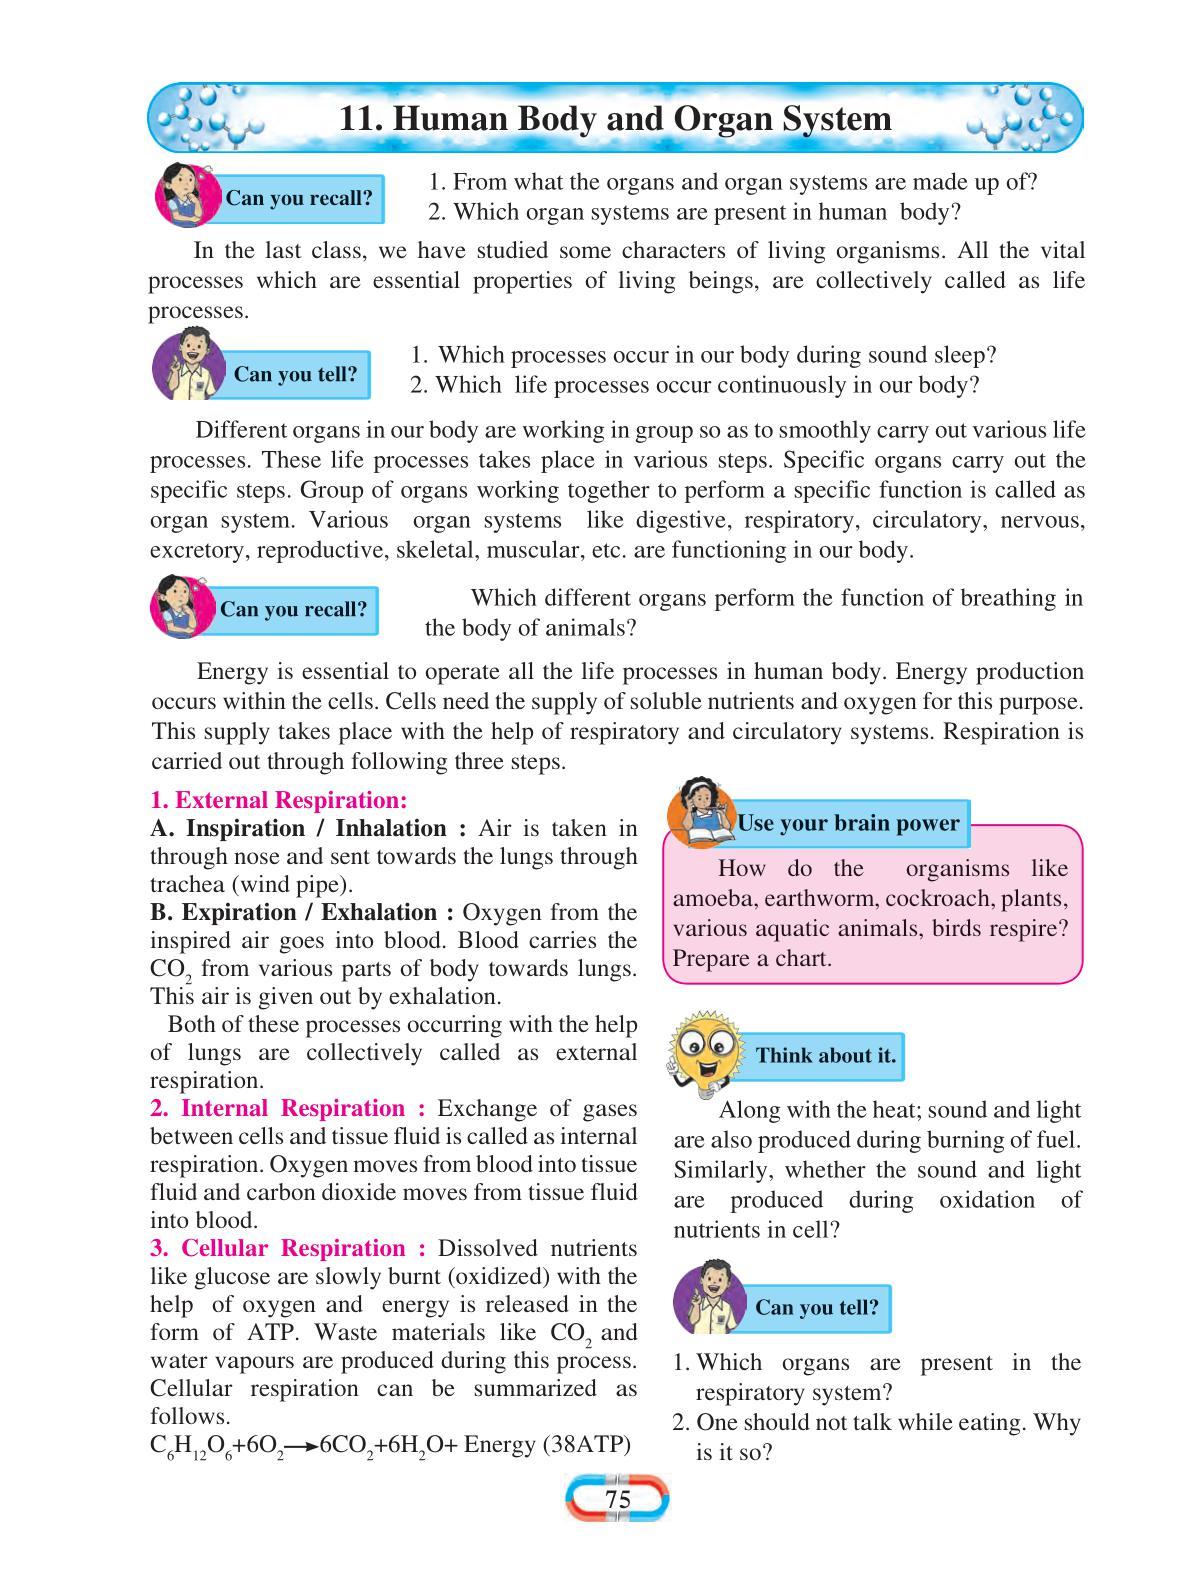 11. Human Body and Organ System
Can you recall?
1. From what the organs and organ systems are made up of?
2. Which organ systems are present in human body?
In the last class, we have studied some characters of living organisms. All the vital
processes which are essential properties of living beings, are collectively called as life
processes.
Can you tell?
1. Which processes occur in our body during sound sleep?
2. Which life processes occur continuously in our body?
Different organs in our body are working in group so as to smoothly carry out various life
processes. These life processes takes place in various steps. Specific organs carry out the
specific steps. Group of organs working together to perform a specific function is called as
organ system. Various organ systems like digestive, respiratory, circulatory, nervous,
excretory, reproductive, skeletal, muscular, etc. are functioning in our body.
Can you recall?
Which different organs perform the function of breathing in
the body of animals?
Energy is essential to operate all the life processes in human body. Energy production
occurs within the cells. Cells need the supply of soluble nutrients and oxygen for this purpose.
This supply takes place with the help of respiratory and circulatory systems. Respiration is
carried out through following three steps.
1. External Respiration:
A. Inspiration / Inhalation : Air is taken in
through nose and sent towards the lungs through
trachea (wind pipe).
B. Expiration / Exhalation : Oxygen from the
inspired air goes into blood. Blood carries the
CO2 from various parts of body towards lungs.
This air is given out by exhalation.
Both of these processes occurring with the help
of lungs are collectively called as external
respiration.
2. Internal Respiration : Exchange of gases
between cells and tissue fluid is called as internal
respiration. Oxygen moves from blood into tissue
fluid and carbon dioxide moves from tissue fluid
into blood.
3. Cellular Respiration : Dissolved nutrients
like glucose are slowly burnt (oxidized) with the
help of oxygen and energy is released in the
form of ATP. Waste materials like CO2 and
water vapours are produced during this process.
Cellular respiration can be summarized as
follows.
C6H12O6+6O2→6CO2+6H2O+ Energy (38ATP)
Use your brain power
How do the organisms like
amoeba, earthworm, cockroach, plants,
various aquatic animals, birds respire?
Prepare a chart.
Think about it.
Along with the heat; sound and light
are also produced during burning of fuel.
Similarly, whether the sound and light
are produced during oxidation of
nutrients in cell?
Can you tell?
1. Which organs are present in the
respiratory system?
2. One should not talk while eating. Why
is it so?
75